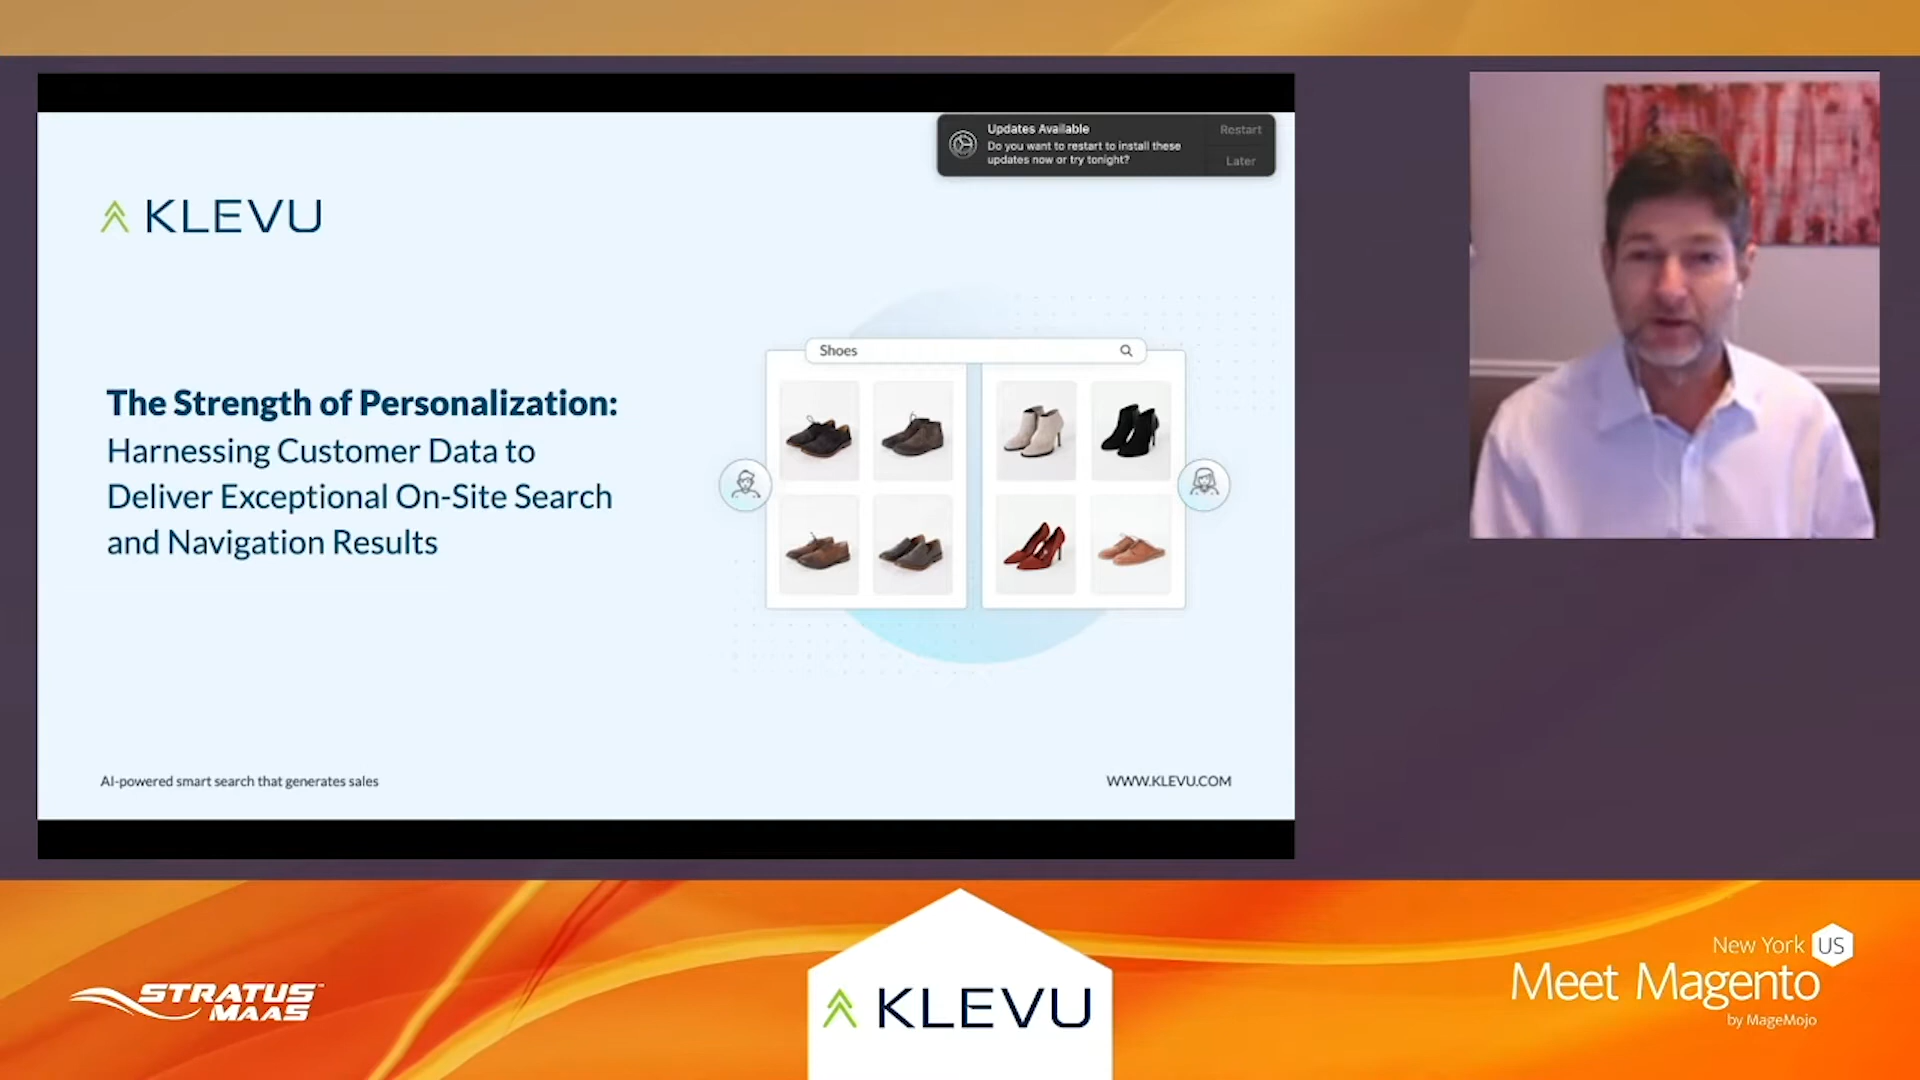 Updates Available
Do you want to restart to install these
updates now or try tonight?
Restart
Later
KLEVU
Shoes
The Strength of Personalization:
Harnessing Customer Data to
Deliver Exceptional On-Site Search
and Navigation Results
AI-powered smart search that generates sales
WWW.KLEVU.COM
STRATUS™
MAAS
KLEVU
New York US
Meet Magento
by MageMojo